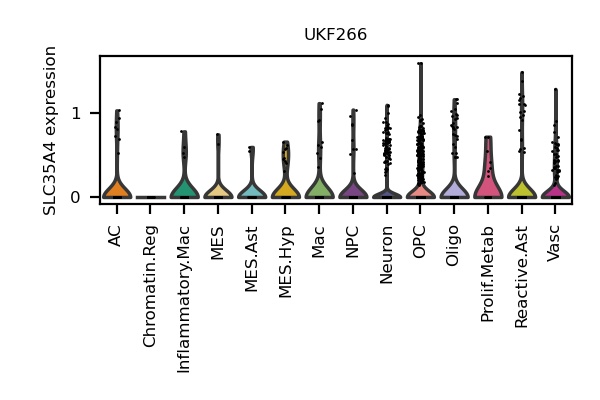 UKF266
SLC35A4 expression
1
0
AC
Chromatin.Reg
Inflammatory.Mac
MES
MES.Ast
MES.Hyp
Mac
NPC
Neuron
OPC
Oligo
Prolif.Metab
Reactive.Ast
Vasc